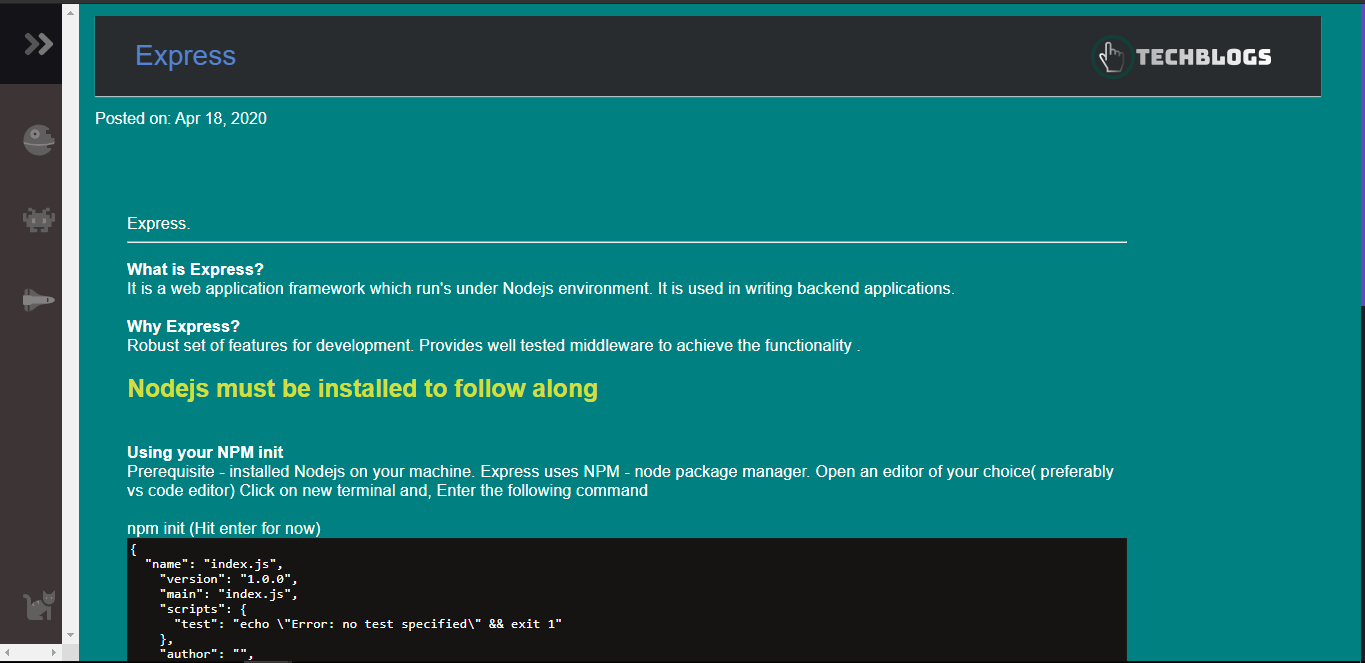 Express
TECHBLOGS
Posted on: Apr 18, 2020
Express.
What is Express?
It is a web application framework which run's under Nodejs environment. It is used in writing backend applications.
Why Express?
Robust set of features for development. Provides well tested middleware to achieve the functionality .
Nodejs must be installed to follow along
Using your NPM init
Prerequisite - installed Nodejs on your machine. Express uses NPM - node package manager. Open an editor of your choice( preferably
vs code editor) Click on new terminal and, Enter the following command
npm init (Hit enter for now)
{
"name": "index.js",
"version": "1.0.0",
"main": "index.js",
"scripts": {
"test": "echo \"Error: no test specified\" && exit 1"
},
"author": "",